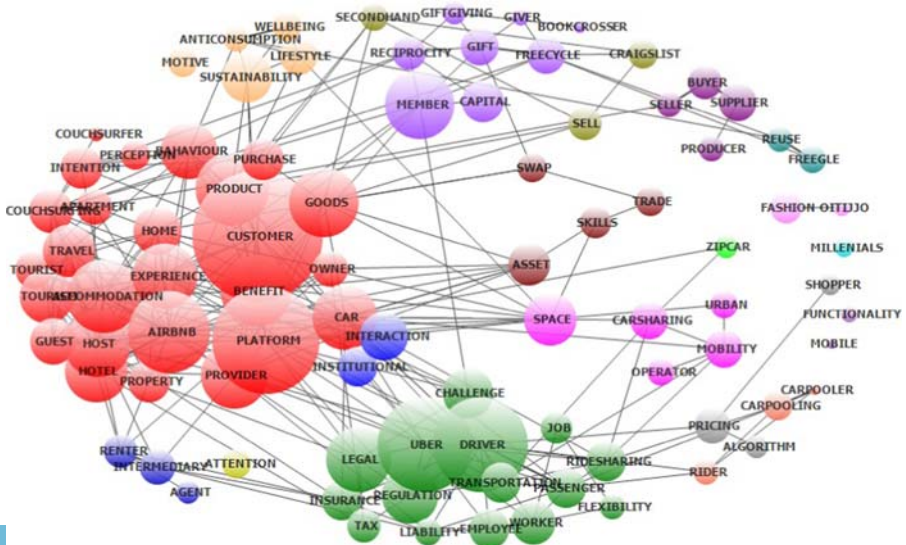 WELLBEING
SECONDHAND
GIFTGIVING
GIVER
BOOKCROSSER
ANTICONSUMPTION
RECIPROCITY
GIFT
FREECYCLE
CRAIGSLIST
LIFESTYLE
MOTIVE
SUSTAINABILITY
BUYER
MEMBER
CAPITAL
SELLER
SUPPLIER
SELL
COUCHSURFER
REUSE
PRODUCER
BAHAVIOUR
PERCEPTION
PURCHASE
FREEGLE
INTENTION
SWAP
PRODUCT
GOODS
TRADE
APARTMENT
COUCHSURFING
FASHION
OITIJJO
SKILLS
HOME
CUSTOMER
TRAVEL
ZIPCAR
MILLENIALS
ASSET
TOURIST
OWNER
EXPERIENCE
SHOPPER
BENEFIT
TOURISM
ACCOMMODATION
URBAN
FUNCTIONALITY
CAR
SPACE
CARSHARING
AIRBNB
INTERACTION
PLATFORM
GUEST
HOST
MOBILE
MOBILITY
INSTITUTIONAL
HOTEL
PROVIDER
OPERATOR
PROPERTY
CHALLENGE
CARPOOLER
CARPOOLING
PRICING
JOB
UBER
DRIVER
RENTER
ALGORITHM
LEGAL
ATTENTION
RIDESHARING
INTERMEDIARY
RIDER
TRANSPORTATION
PASSENGER
AGENT
REGULATION
INSURANCE
FLEXIBILITY
WORKER
TAX
EMPLOYEE
LIABILITY